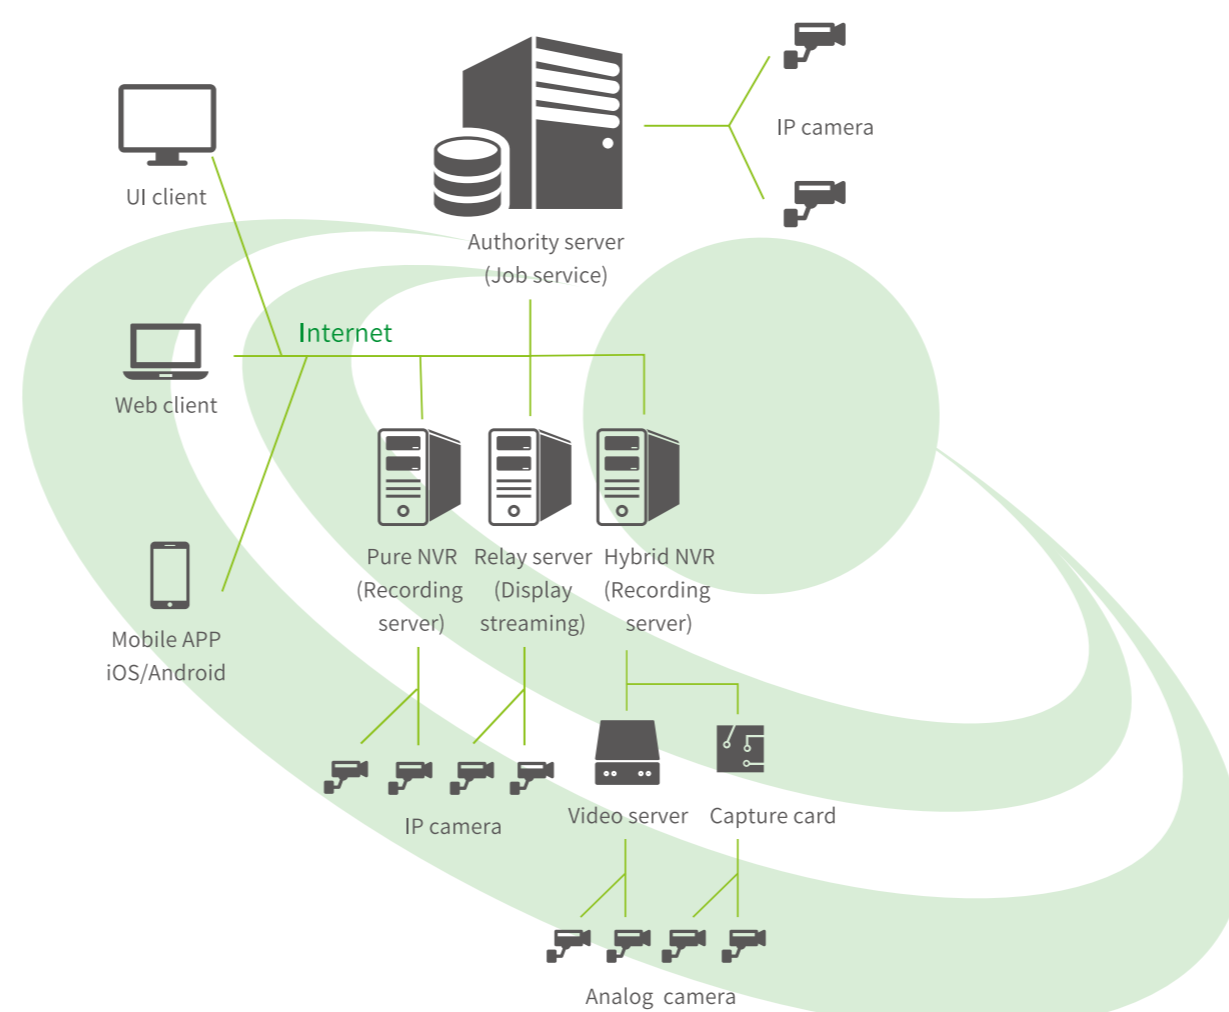 IP camera
UI client
Authority server
(Job service)
Internet
Web client
Pure NVR
(Recording
server)
Relay server
(Display
streaming)
Hybrid NVR
(Recording
server)
Mobile APP
iOS/Android
IP camera
Video server
Capture card
Analog camera